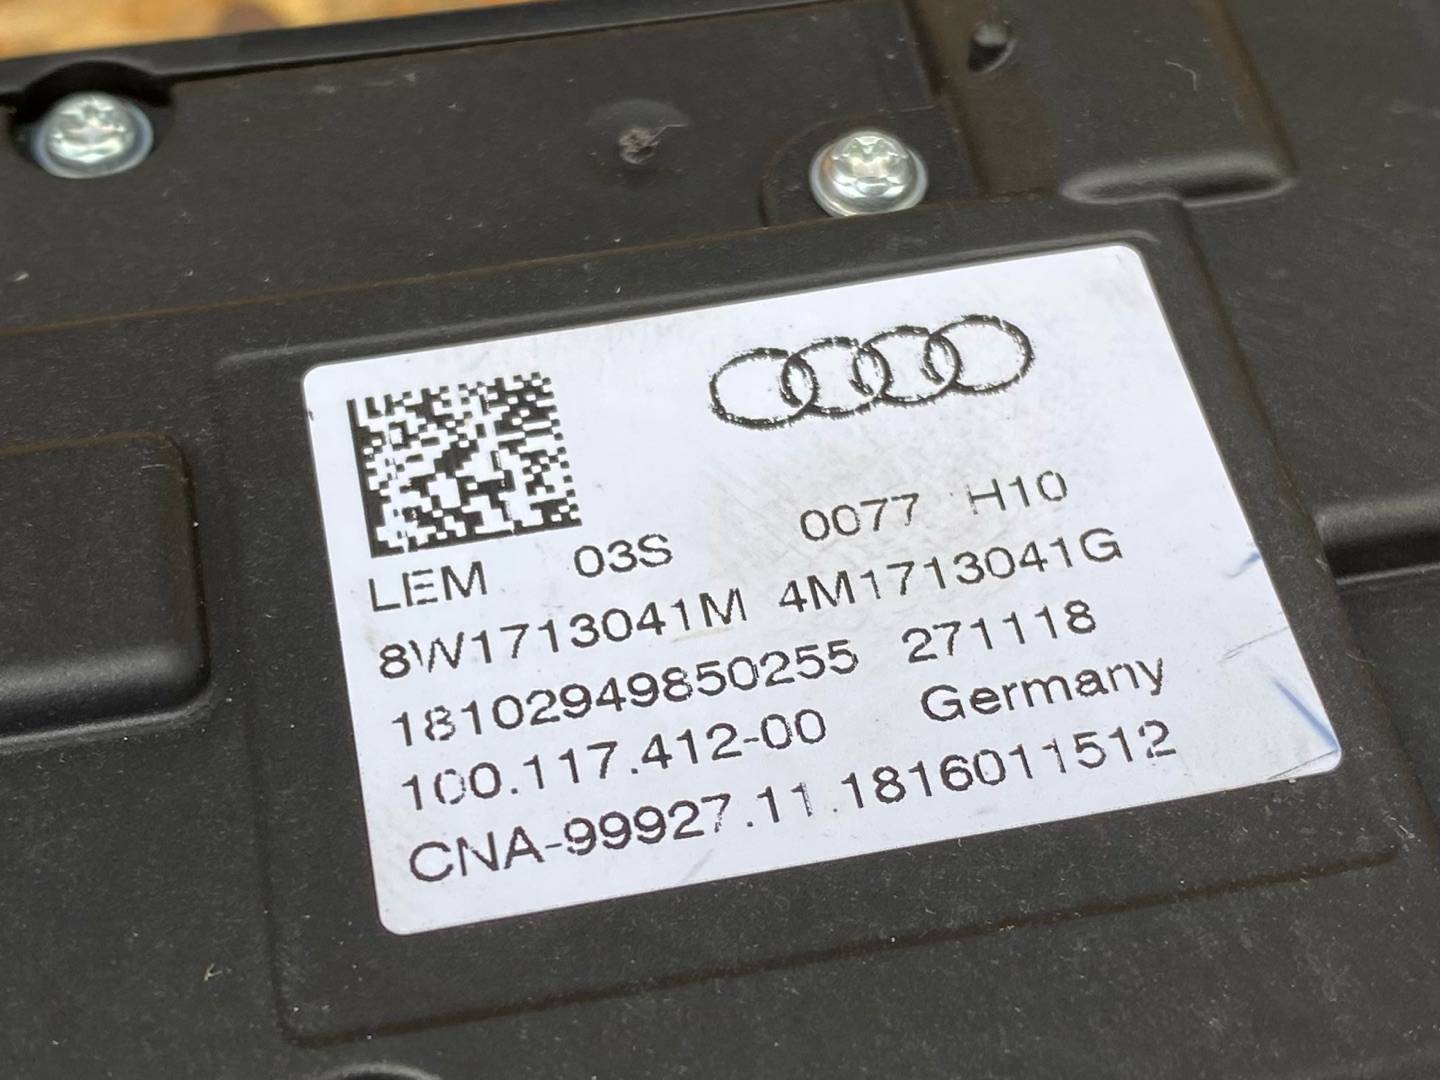 LEM 03S 0077 H10
8W1713041M 4M1713041G
18102949850255 271118
100.117.412-00 Germany
CNA-99927.11.1816011512